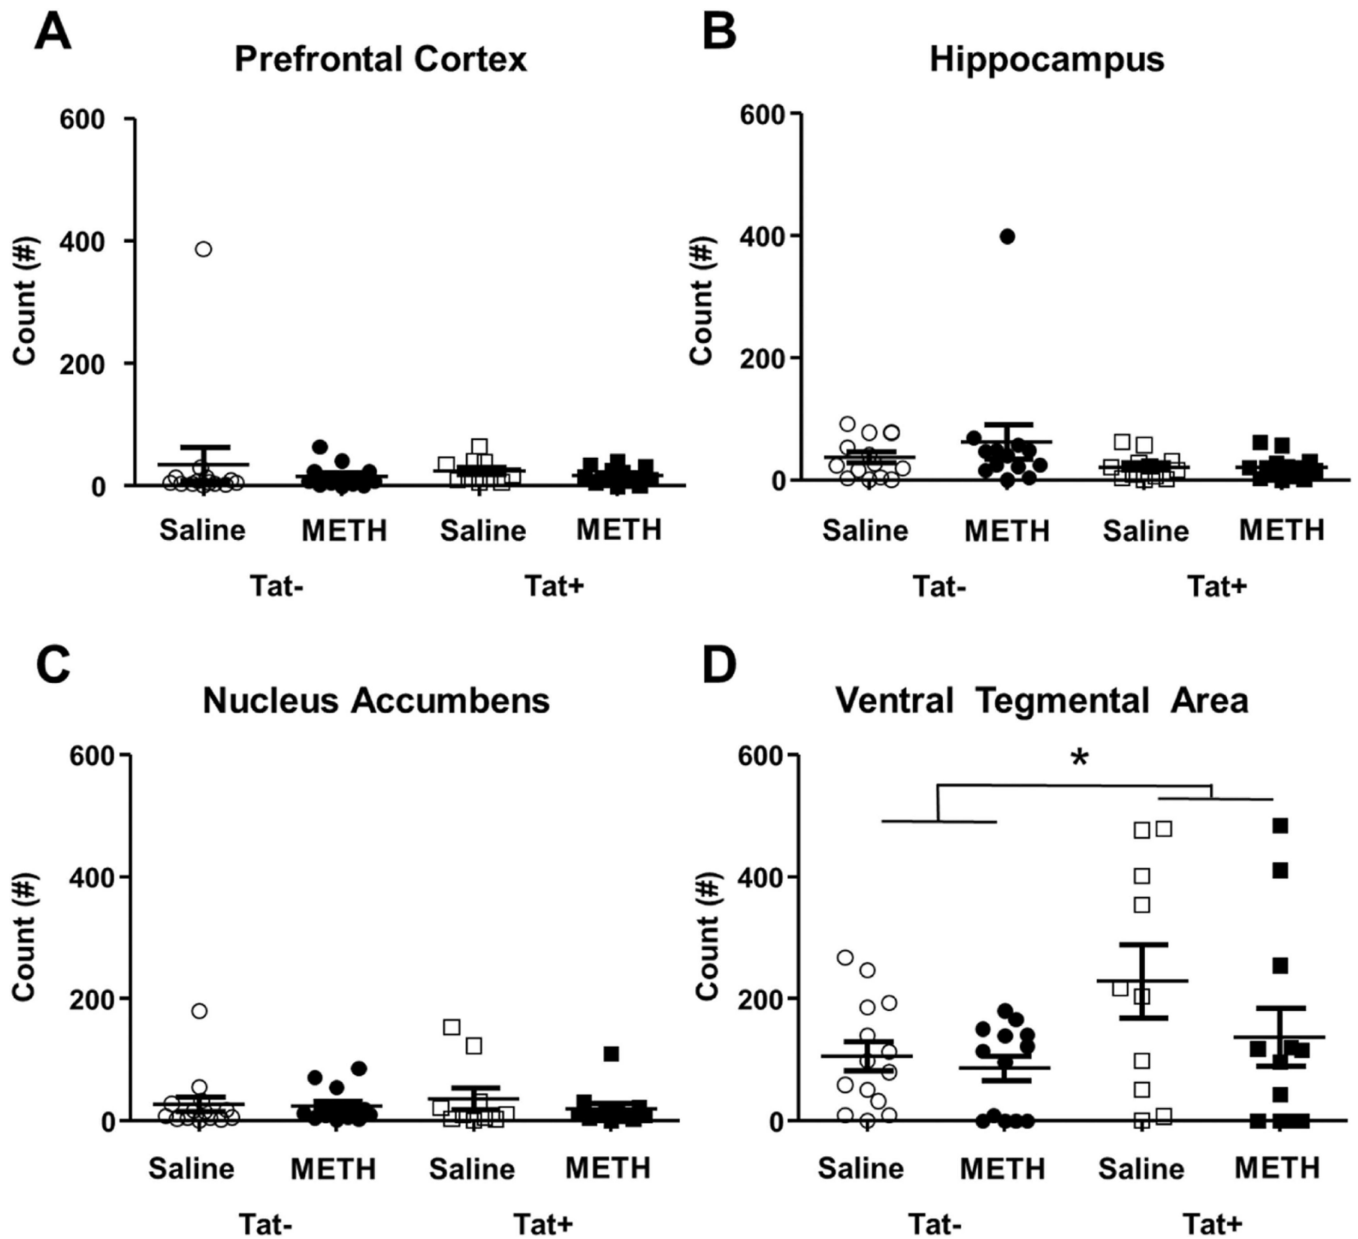 A
Prefrontal Cortex
600
400
200
0
Count (#)
Saline METH Saline METH
Tat- Tat+
B
Hippocampus
600
400
200
0
Count (#)
Saline METH Saline METH
Tat- Tat+
C
Nucleus Accumbens
600
400
200
0
Count (#)
Saline METH Saline METH
Tat- Tat+
D
Ventral Tegmental Area
*
600
400
200
0
Count (#)
Saline METH Saline METH
Tat- Tat+